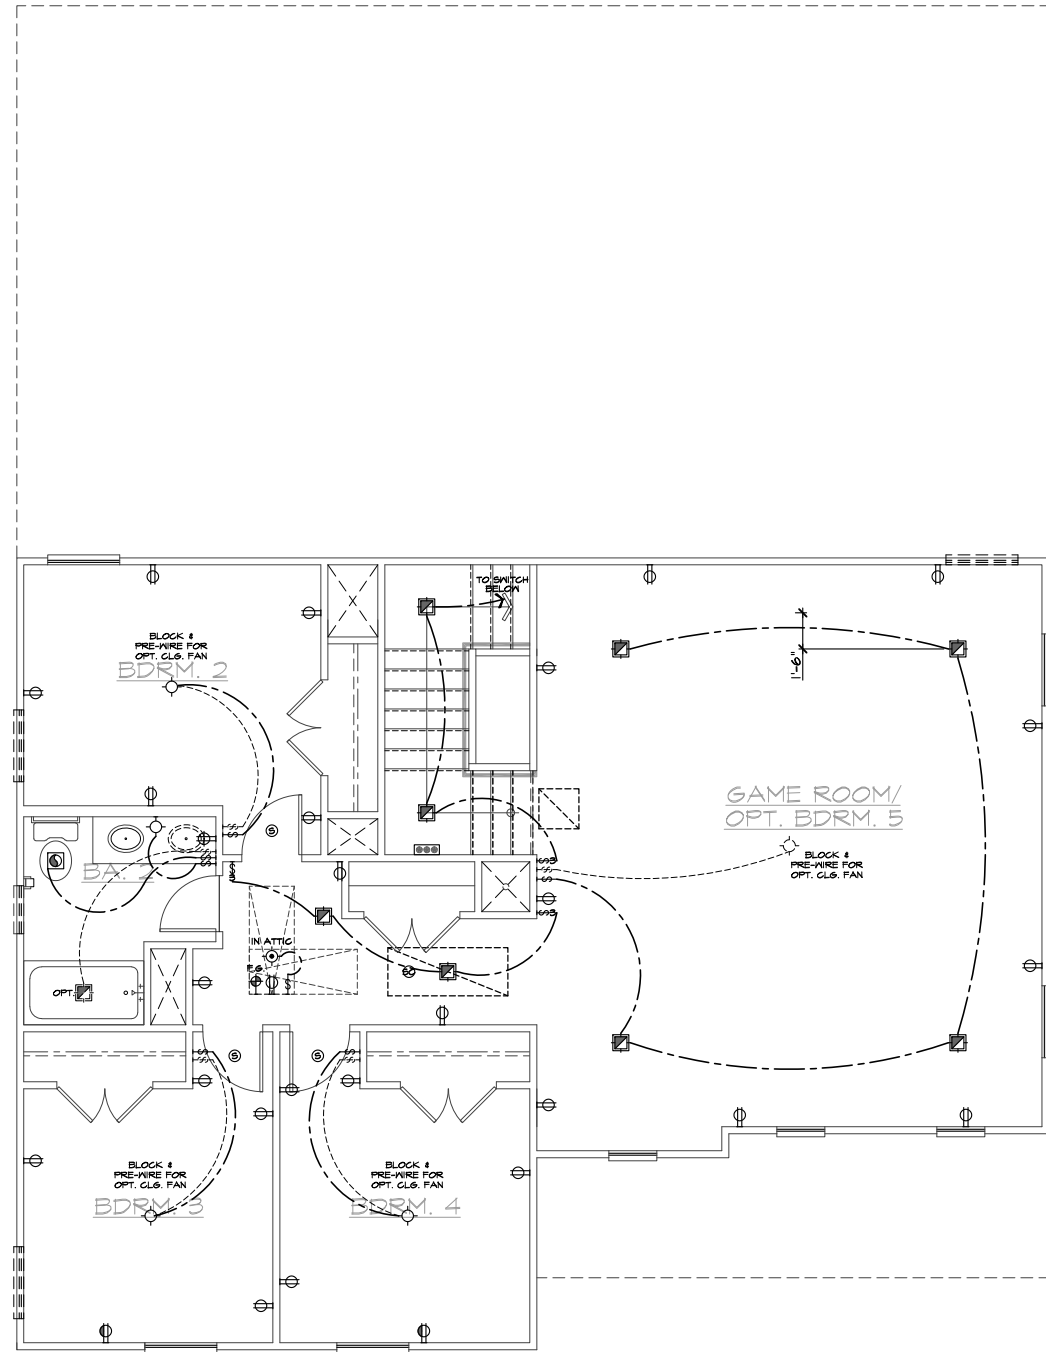 TO SWITCH
BELOW
BLOCK &
PRE-WIRE FOR
OPT. CLG. FAN
BDRM. 2
1'-6"
GAME ROOM/
OPT. BDRM. 5
BLOCK &
PRE-WIRE FOR
OPT. CLG. FAN
BA. 2
IN ATTIC
F.G.
OPT.
BLOCK &
PRE-WIRE FOR
OPT. CLG. FAN
BDRM. 3
BLOCK &
PRE-WIRE FOR
OPT. CLG. FAN
BDRM. 4